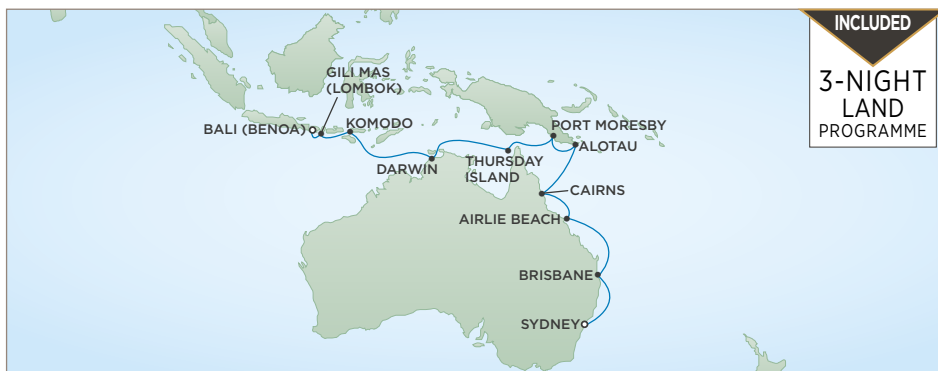 INCLUDED
3-NIGHT
LAND
PROGRAMME
GILI MAS
(LOMBOK)
BALI (BENOA)
KOMODO
DARWIN
THURSDAY
ISLAND
PORT MORESBY
ALOTAU
CAIRNS
AIRLIE BEACH
BRISBANE
SYDNEY